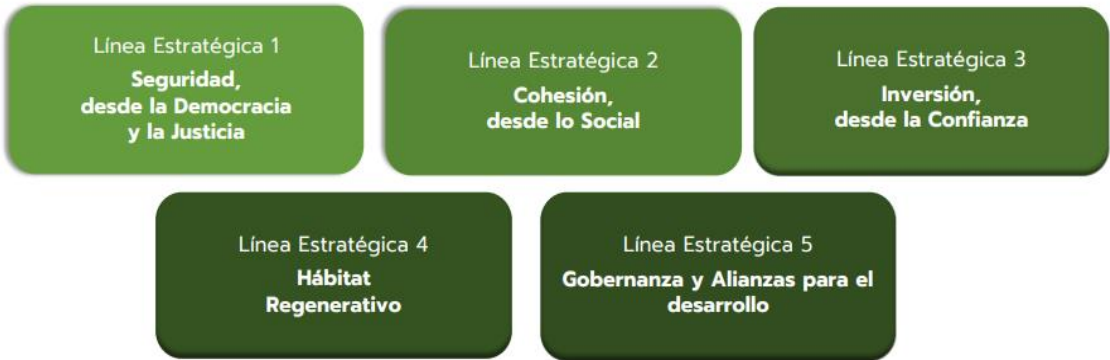 Línea Estratégica 1
Seguridad,
desde la Democracia
y la Justicia
Línea Estratégica 2
Cohesión,
desde lo Social
Línea Estratégica 3
Inversión,
desde la Confianza
Línea Estratégica 4
Hábitat
Regenerativo
Línea Estratégica 5
Gobernanza y Alianzas para el
desarrollo